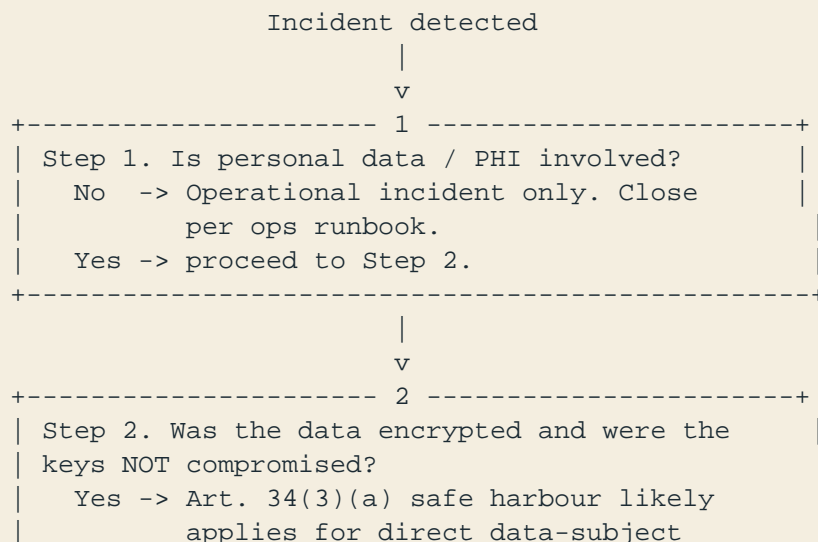 Incident detected
|
v
+---------------------- 1 -----------------------+
| Step 1. Is personal data / PHI involved? |
| No -> Operational incident only. Close |
| per ops runbook. |
| Yes -> proceed to Step 2. |
+--------------------------------------------------+
|
v
+---------------------- 2 -----------------------+
| Step 2. Was the data encrypted and were the |
| keys NOT compromised?
| Yes -> Art. 34(3)(a) safe harbour likely
| applies for direct data-subject